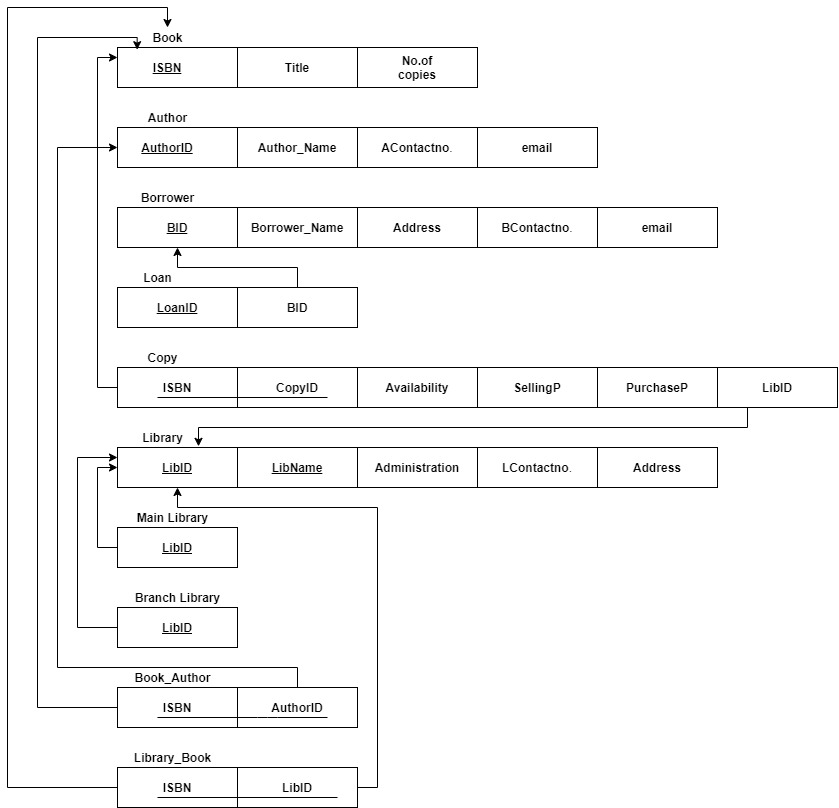 Book
ISBN Title No.of
copies
Author
AuthorID Author_Name AContactno. email
Borrower
BID Borrower_Name Address BContactno. email
Loan
LoanID BID
Copy
ISBN CopyID Availability SellingP PurchaseP LibID
Library
LibID LibName Administration LContactno. Address
Main Library
LibID
Branch Library
LibID
Book_Author
ISBN AuthorID
Library_Book
ISBN LibID